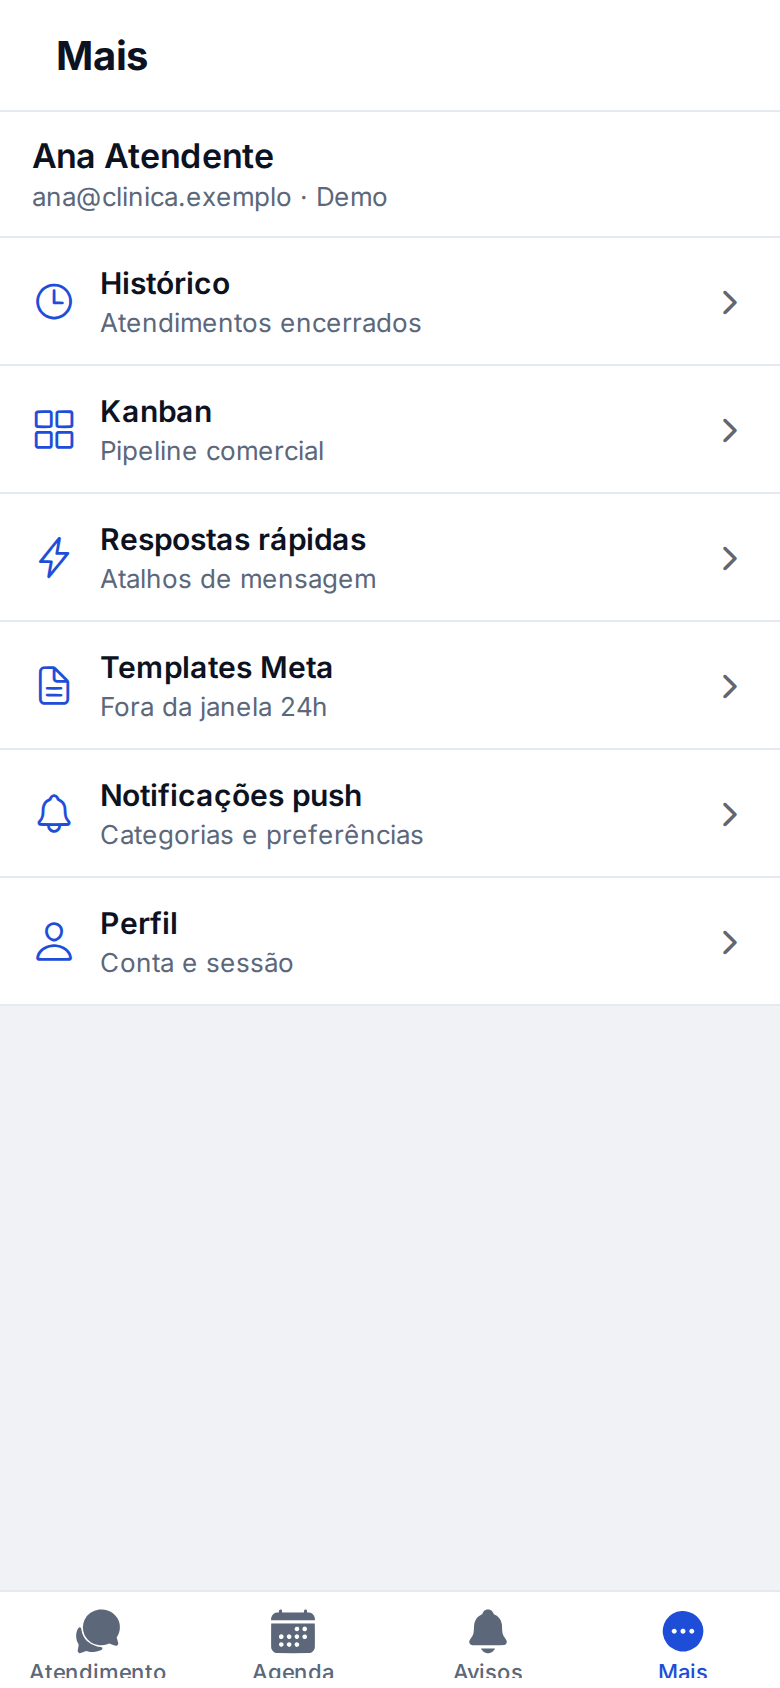 Mais
Ana Atendente
ana@clinica.exemplo · Demo
Histórico
Atendimentos encerrados
Kanban
Pipeline comercial
Respostas rápidas
Atalhos de mensagem
Templates Meta
Fora da janela 24h
Notificações push
Categorias e preferências
Perfil
Conta e sessão
Atendimento
Agenda
Avisos
Mais